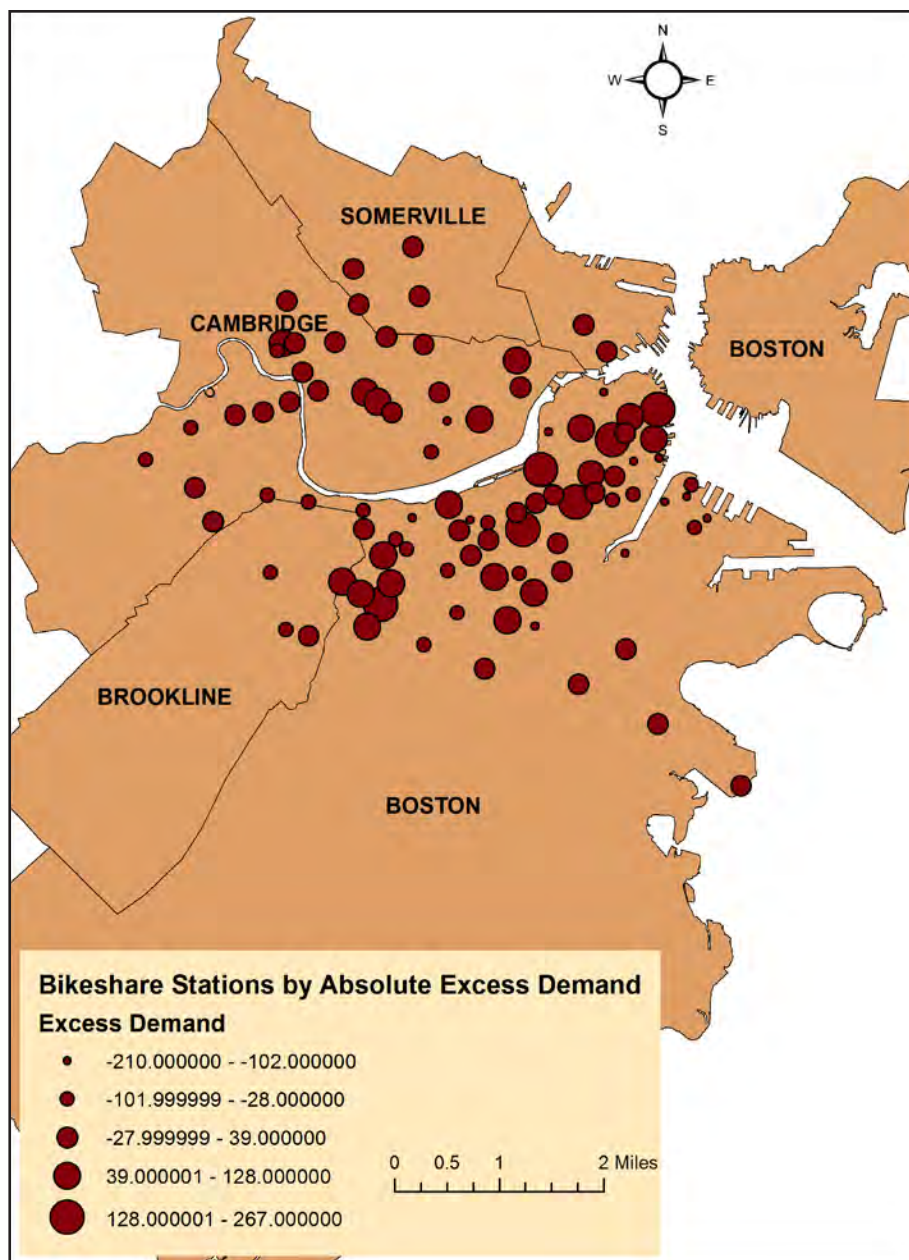 N
W E
S
SOMERVILLE
CAMBRIDGE
BOSTON
BROOKLINE
BOSTON
Bikeshare Stations by Absolute Excess Demand
Excess Demand
-210.000000 - -102.000000
-101.999999 - -28.000000
-27.999999 - 39.000000
39.000001 - 128.000000
128.000001 - 267.000000
0 0.5 1 2 Miles